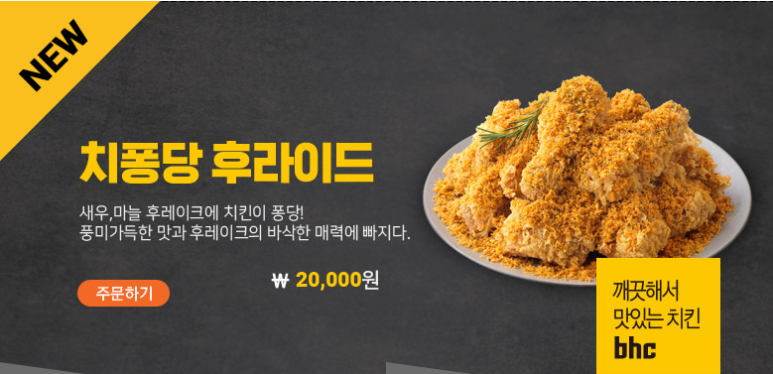 NEW
치퐁당 후라이드
새우,마늘 후레이크에 치킨이 퐁당!
풍미가득한 맛과 후레이크의 바삭한 매력에 빠지다.
₩ 20,000원
주문하기
깨끗해서
맛있는 치킨
bhc